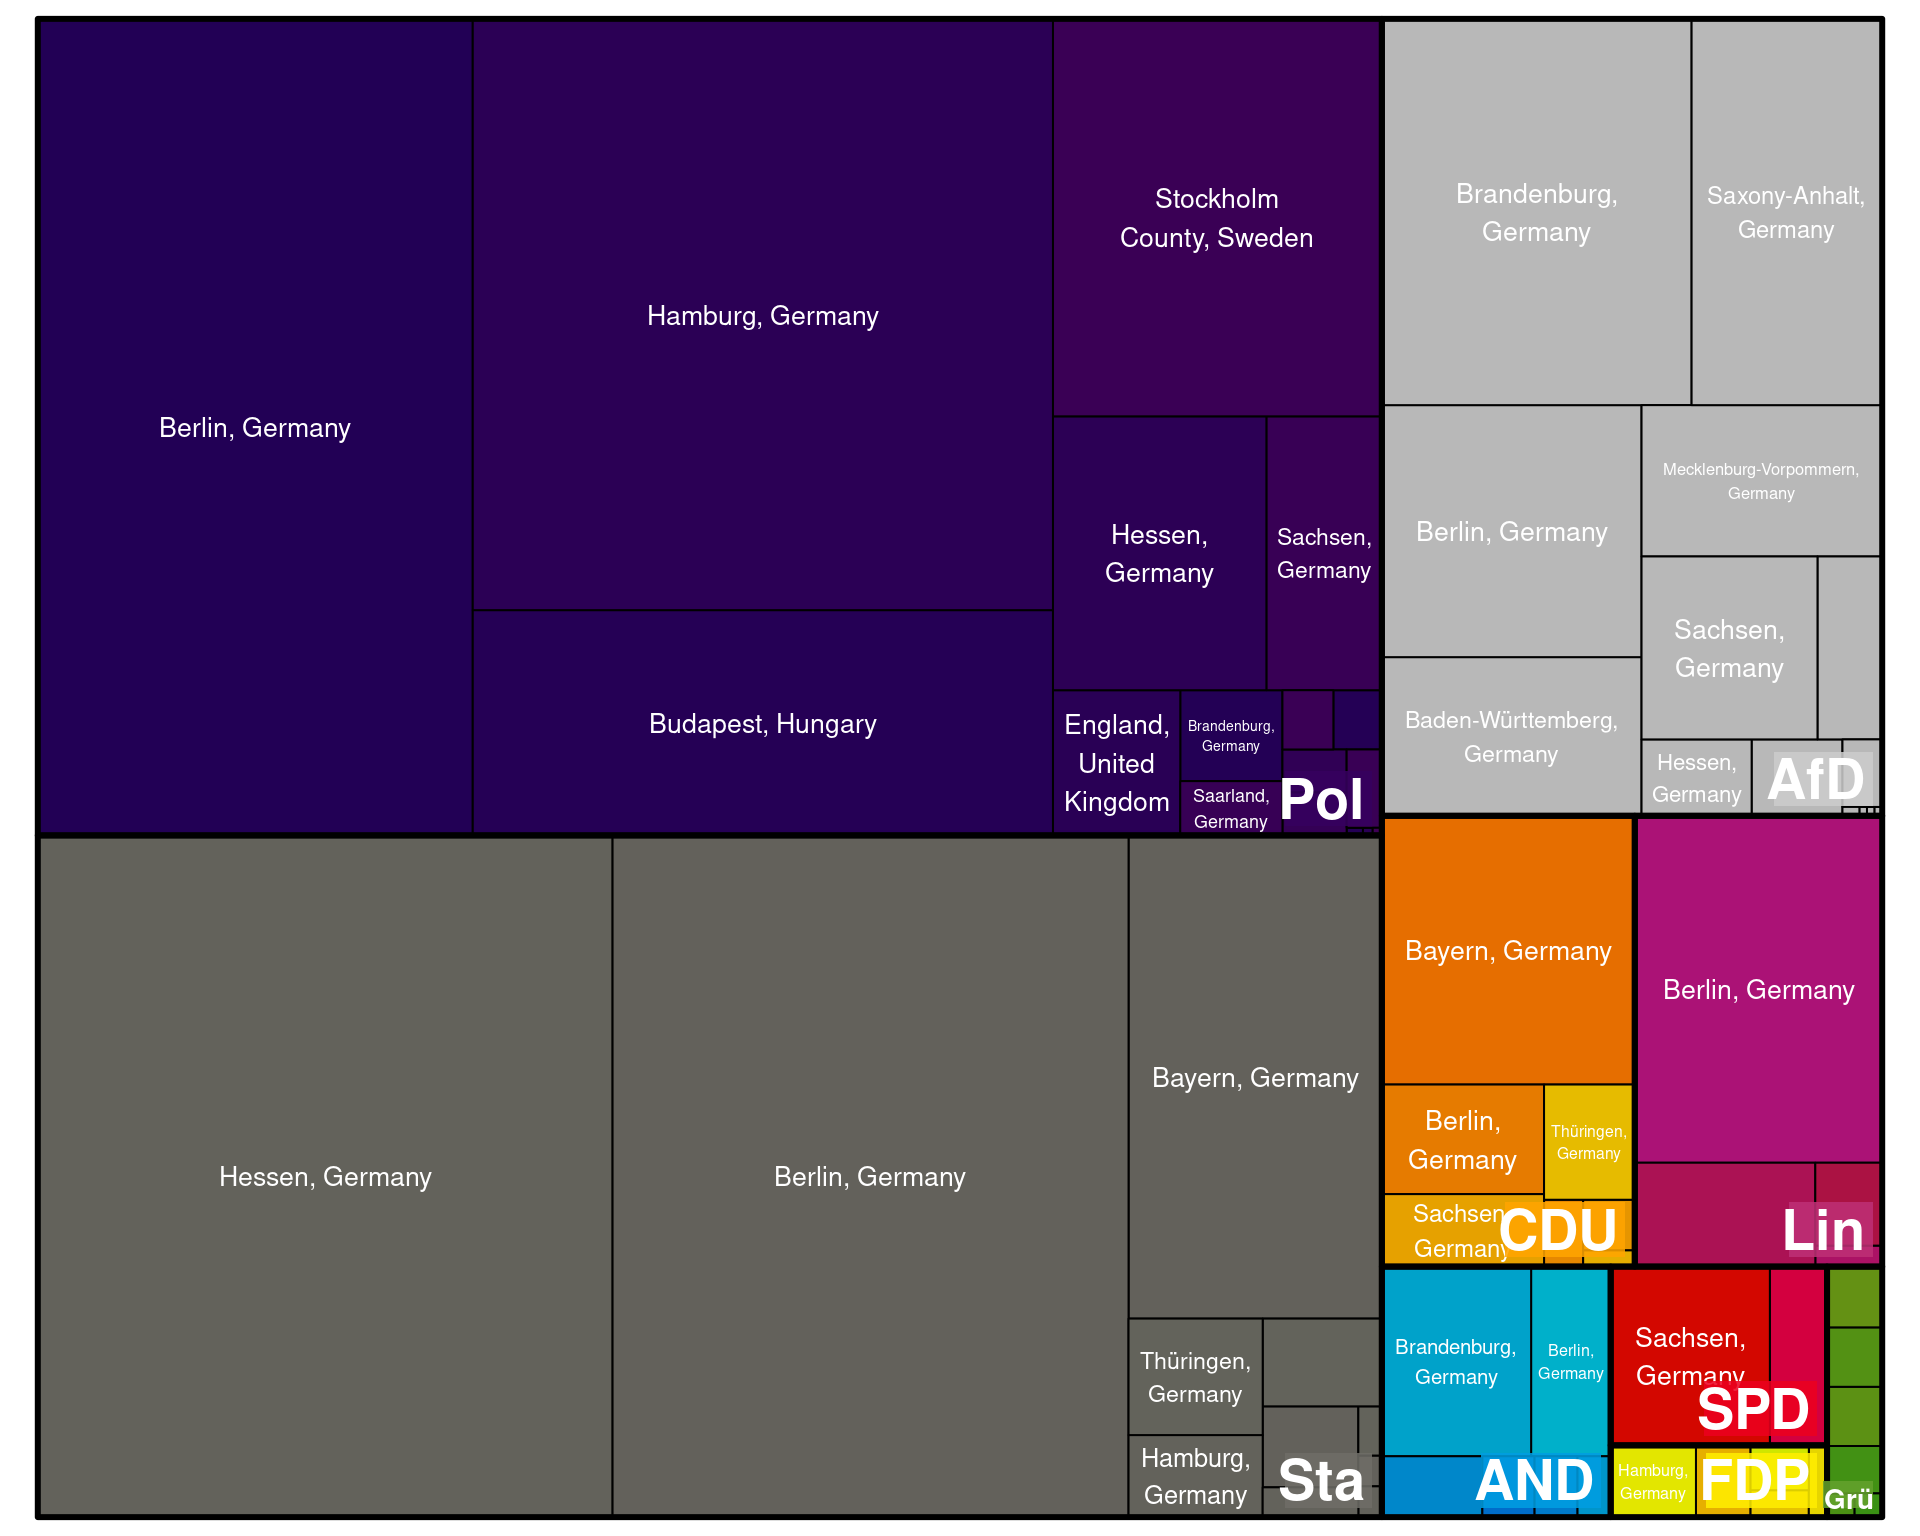 Berlin, Germany
Hamburg, Germany
Budapest, Hungary
Stockholm
County, Sweden
Hessen,
Germany
Sachsen,
Germany
England,
United
Kingdom
Brandenburg,
Germany
Saarland,
Germany
Pol
Brandenburg,
Germany
Saxony-Anhalt,
Germany
Berlin, Germany
Mecklenburg-Vorpommern,
Germany
Sachsen,
Germany
Baden-Württemberg,
Germany
Hessen,
Germany
AfD
Hessen, Germany
Berlin, Germany
Bayern, Germany
Thüringen,
Germany
Hamburg,
Germany
Sta
Bayern, Germany
Berlin,
Germany
Thüringen,
Germany
Sachsen,
Germany
CDU
Berlin, Germany
Lin
Brandenburg,
Germany
Berlin,
Germany
AND
Sachsen,
Germany
SPD
Hamburg,
Germany
FDP
Grü